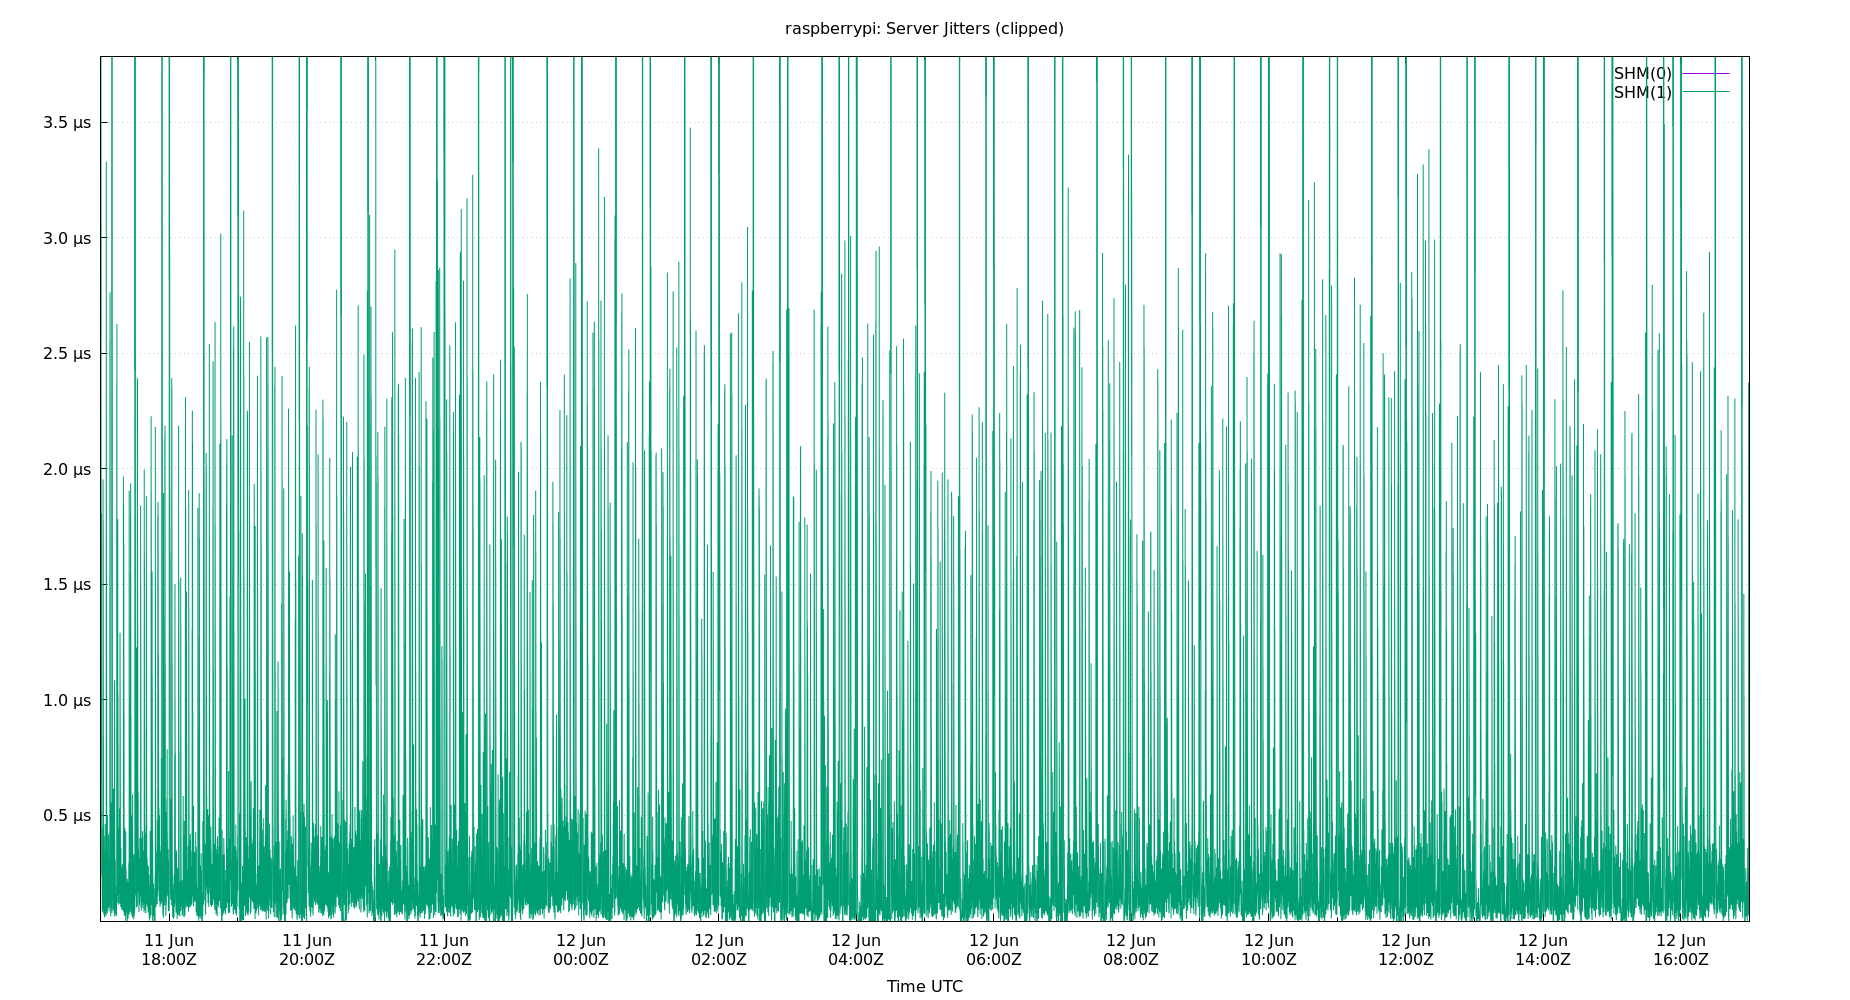 raspberrypi: Server Jitters (clipped)
SHM(0)
SHM(1)
3.5 µs
3.0 µs
2.5 µs
2.0 µs
1.5 µs
1.0 µs
0.5 µs
11 Jun 11 Jun 11 Jun 12 Jun 12 Jun 12 Jun 12 Jun 12 Jun 12 Jun 12 Jun 12 Jun 12 Jun
18:00Z 20:00Z 22:00Z 00:00Z 02:00Z 04:00Z 06:00Z 08:00Z 10:00Z 12:00Z 14:00Z 16:00Z
Time UTC